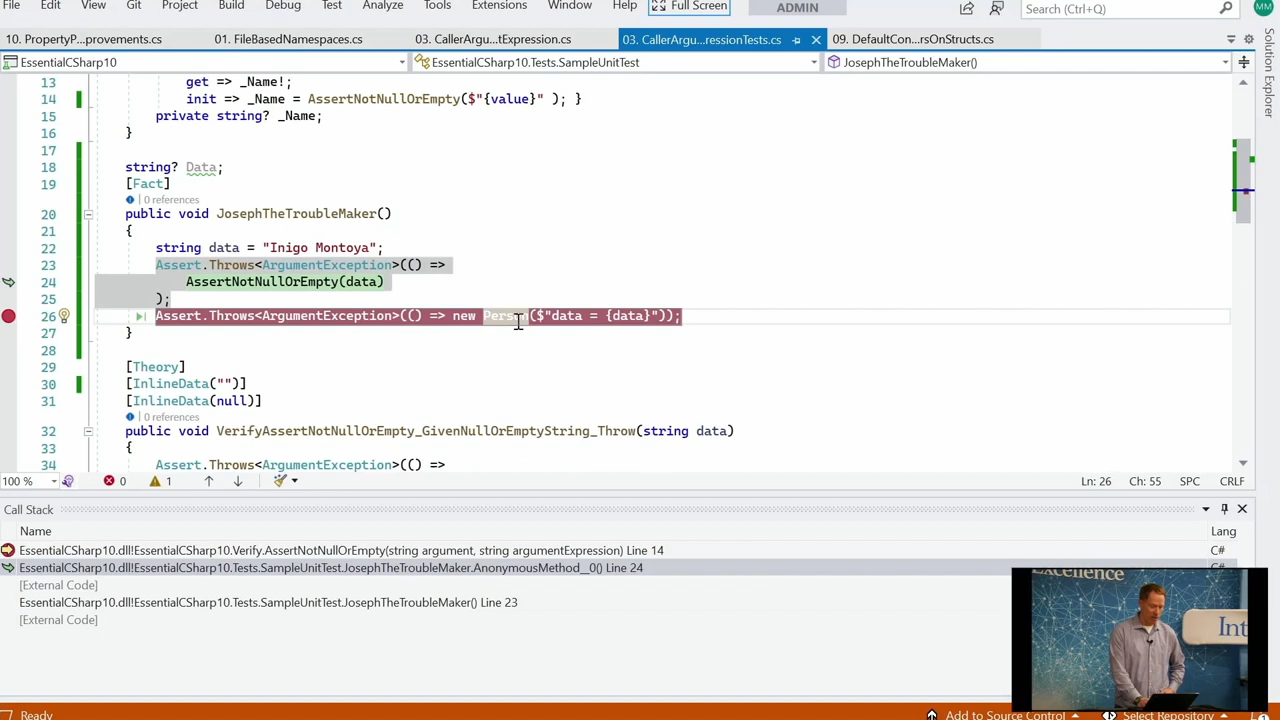 File Edit View Git Project Build Debug Test Analyze Tools Extensions Window Help Full Screen ADMIN Search (Ctrl+Q) MM
10. PropertyP...provements.cs 01. FileBasedNamespaces.cs 03. CallerArgu...tExpression.cs 03. CallerArgu...ressionTests.cs 09. DefaultCon...rsOnStructs.cs
EssentialCSharp10 EssentialCSharp10.Tests.SampleUnitTest JosephTheTroubleMaker()
Solution Explorer
13 get => _Name!;
14 init => _Name = AssertNotNullOrEmpty($"{value}" ); }
15 private string? _Name;
16 }
17
18 string? Data;
19 [Fact]
0 references
20 public void JosephTheTroubleMaker()
21 {
22 string data = "Inigo Montoya";
23 Assert.Throws<ArgumentException>(() =>
24 AssertNotNullOrEmpty(data)
25 );
26 Assert.Throws<ArgumentException>(() => new Person($"data = {data}"));
27 }
28
29 [Theory]
30 [InlineData("")]
31 [InlineData(null)]
0 references
32 public void VerifyAssertNotNullOrEmpty_GivenNullOrEmptyString_Throw(string data)
33 {
34 Assert.Throws<ArgumentException>(() =>
100 % 0 1 Ln: 26 Ch: 55 SPC CRLF
Call Stack
Name Lang
EssentialCSharp10.dll!EssentialCSharp10.Verify.AssertNotNullOrEmpty(string argument, string argumentExpression) Line 14 C#
EssentialCSharp10.dll!EssentialCSharp10.Tests.SampleUnitTest.JosephTheTroubleMaker.AnonymousMethod__0() Line 24 C#
[External Code]
EssentialCSharp10.dll!EssentialCSharp10.Tests.SampleUnitTest.JosephTheTroubleMaker() Line 23
[External Code]
Excellence
Int
Ready Add to Source Control Select Repository